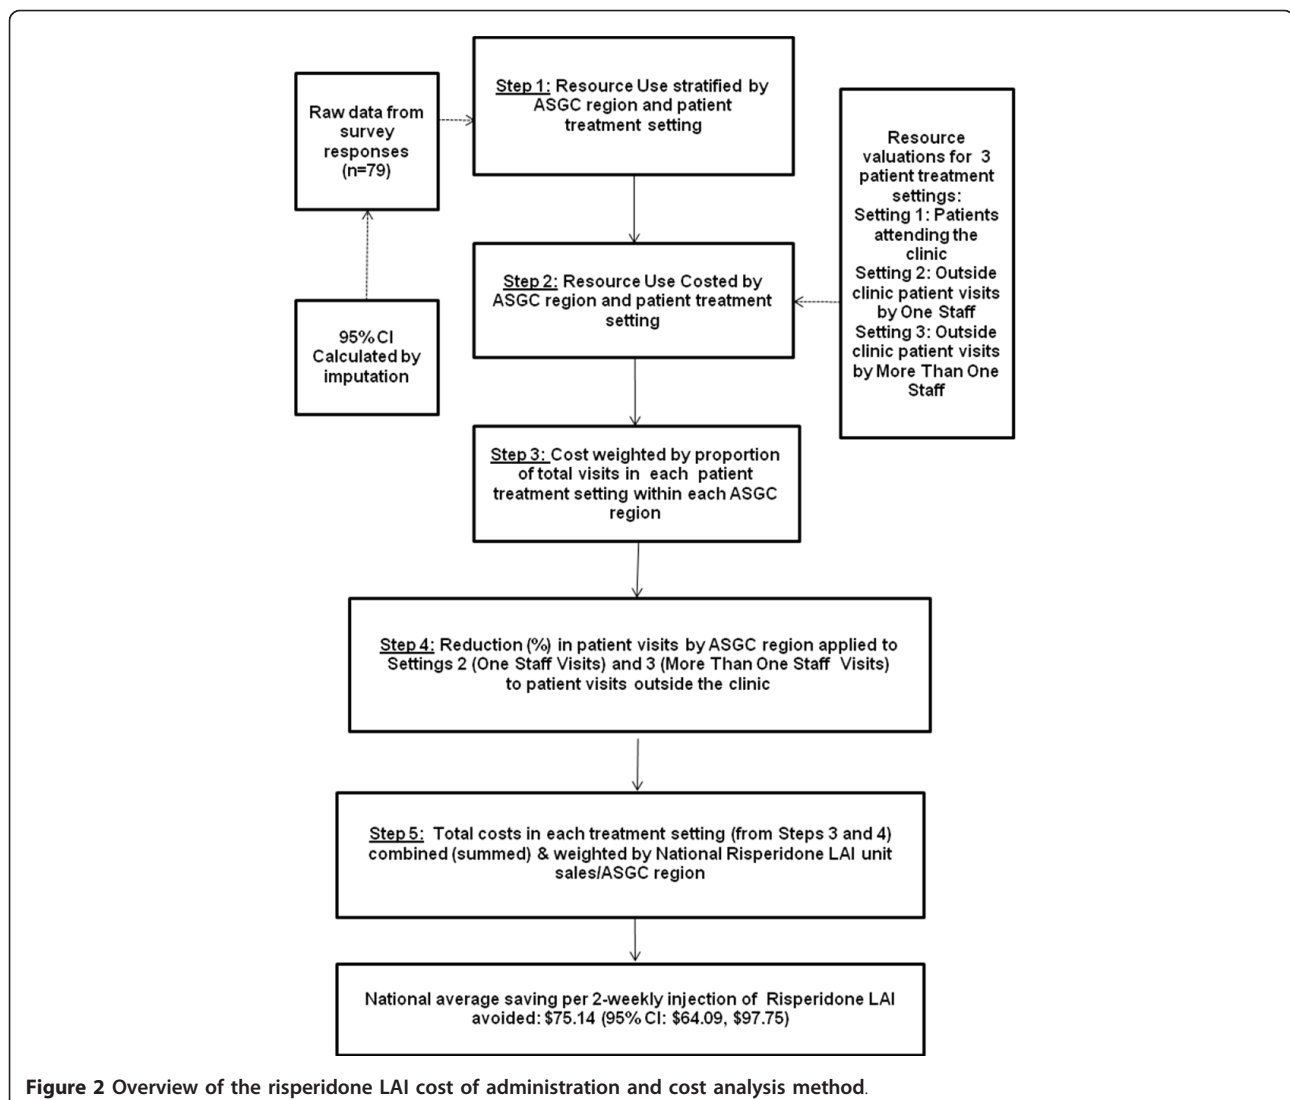 Raw data from
survey
responses
(n=79)
Step 1: Resource Use stratified by
ASGC region and patient
treatment setting
Resource
valuations for 3
patient treatment
settings:
Setting 1: Patients
attending the
clinic
Setting 2: Outside
clinic patient visits
by One Staff
Setting 3: Outside
clinic patient visits
by More Than One
Staff
Step 2: Resource Use Costed by
ASGC region and patient treatment
setting
95% CI
Calculated by
imputation
Step 3: Cost weighted by proportion
of total visits in each patient
treatment setting within each ASGC
region
Step 4: Reduction (%) in patient visits by ASGC region applied to
Settings 2 (One Staff Visits) and 3 (More Than One Staff Visits)
to patient visits outside the clinic
Step 5: Total costs in each treatment setting (from Steps 3 and 4)
combined (summed) & weighted by National Risperidone LAI unit
sales/ASGC region
National average saving per 2-weekly injection of Risperidone LAI
avoided: $75.14 (95% CI: $64.09, $97.75)
Figure 2 Overview of the risperidone LAI cost of administration and cost analysis method.